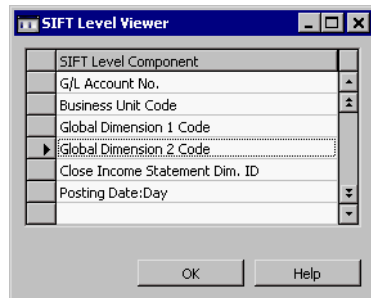 SIFT Level Viewer
SIFT Level Component
G/L Account No.
Business Unit Code
Global Dimension 1 Code
Global Dimension 2 Code
Close Income Statement Dim. ID
Posting Date:Day
OK Help